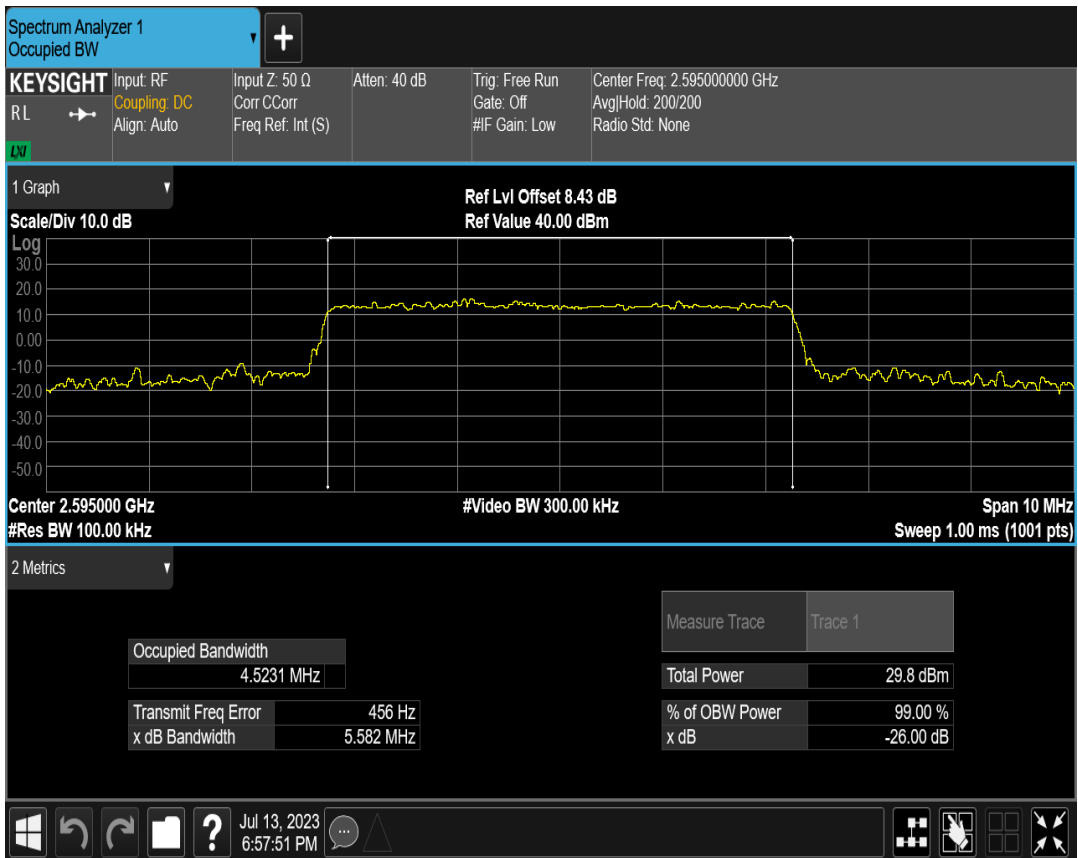 Spectrum Analyzer 1
Occupied BW
+
KEYSIGHT
RL
LXI
Input: RF
Coupling: DC
Align: Auto
Input Z: 50 Ω
Corr CCorr
Freq Ref: Int (S)
Atten: 40 dB
Trig: Free Run
Gate: Off
#IF Gain: Low
Center Freq: 2.595000000 GHz
Avg|Hold: 200/200
Radio Std: None
1 Graph
Scale/Div 10.0 dB
Ref Lvl Offset 8.43 dB
Ref Value 40.00 dBm
Log
30.0
20.0
10.0
0.00
-10.0
-20.0
-30.0
-40.0
-50.0
Center 2.595000 GHz
#Video BW 300.00 kHz
Span 10 MHz
#Res BW 100.00 kHz
Sweep 1.00 ms (1001 pts)
2 Metrics
Occupied Bandwidth
4.5231 MHz
Transmit Freq Error 456 Hz
x dB Bandwidth 5.582 MHz
Measure Trace Trace 1
Total Power 29.8 dBm
% of OBW Power 99.00 %
x dB -26.00 dB
?
Jul 13, 2023
6:57:51 PM